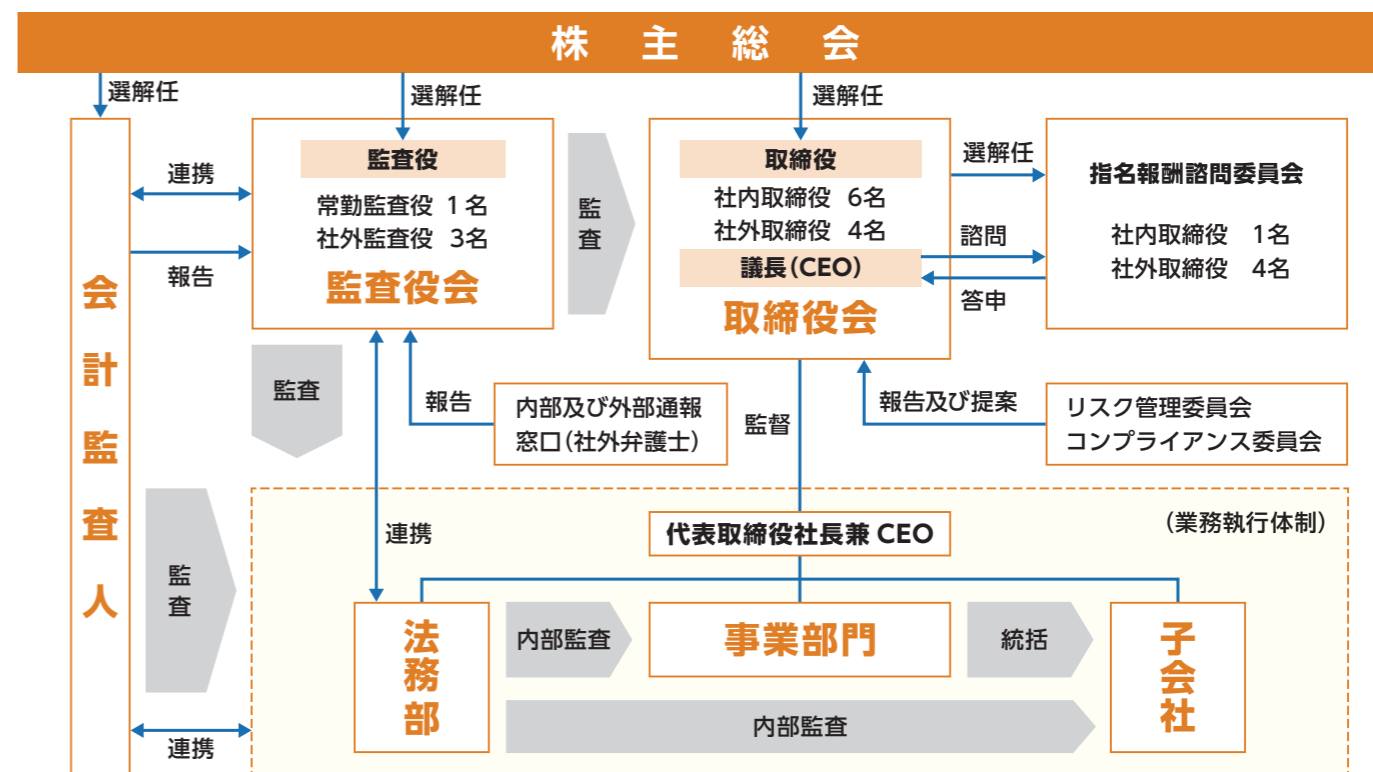 株主総会
選解任
選解任
選解任
会計監査人
連携
報告
監査役
常勤監査役 1名
社外監査役 3名
監査役会
監査
取締役
社内取締役 6名
社外取締役 4名
議長(CEO)
取締役会
選解任
諮問
答申
指名報酬諮問委員会
社内取締役 1名
社外取締役 4名
監査
報告
内部及び外部通報
窓口(社外弁護士)
監督
報告及び提案
リスク管理委員会
コンプライアンス委員会
監査
連携
代表取締役社長兼 CEO
(業務執行体制)
法務部
内部監査
事業部門
統括
子会社
内部監査
連携